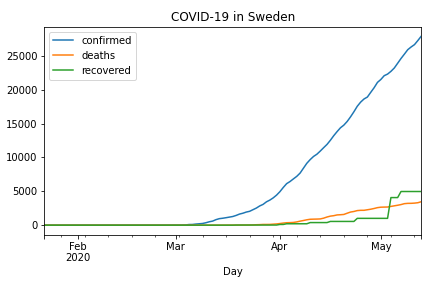 COVID-19 in Sweden
confirmed
deaths
recovered
25000
20000
15000
10000
5000
0
Feb Mar Apr May
2020
Day